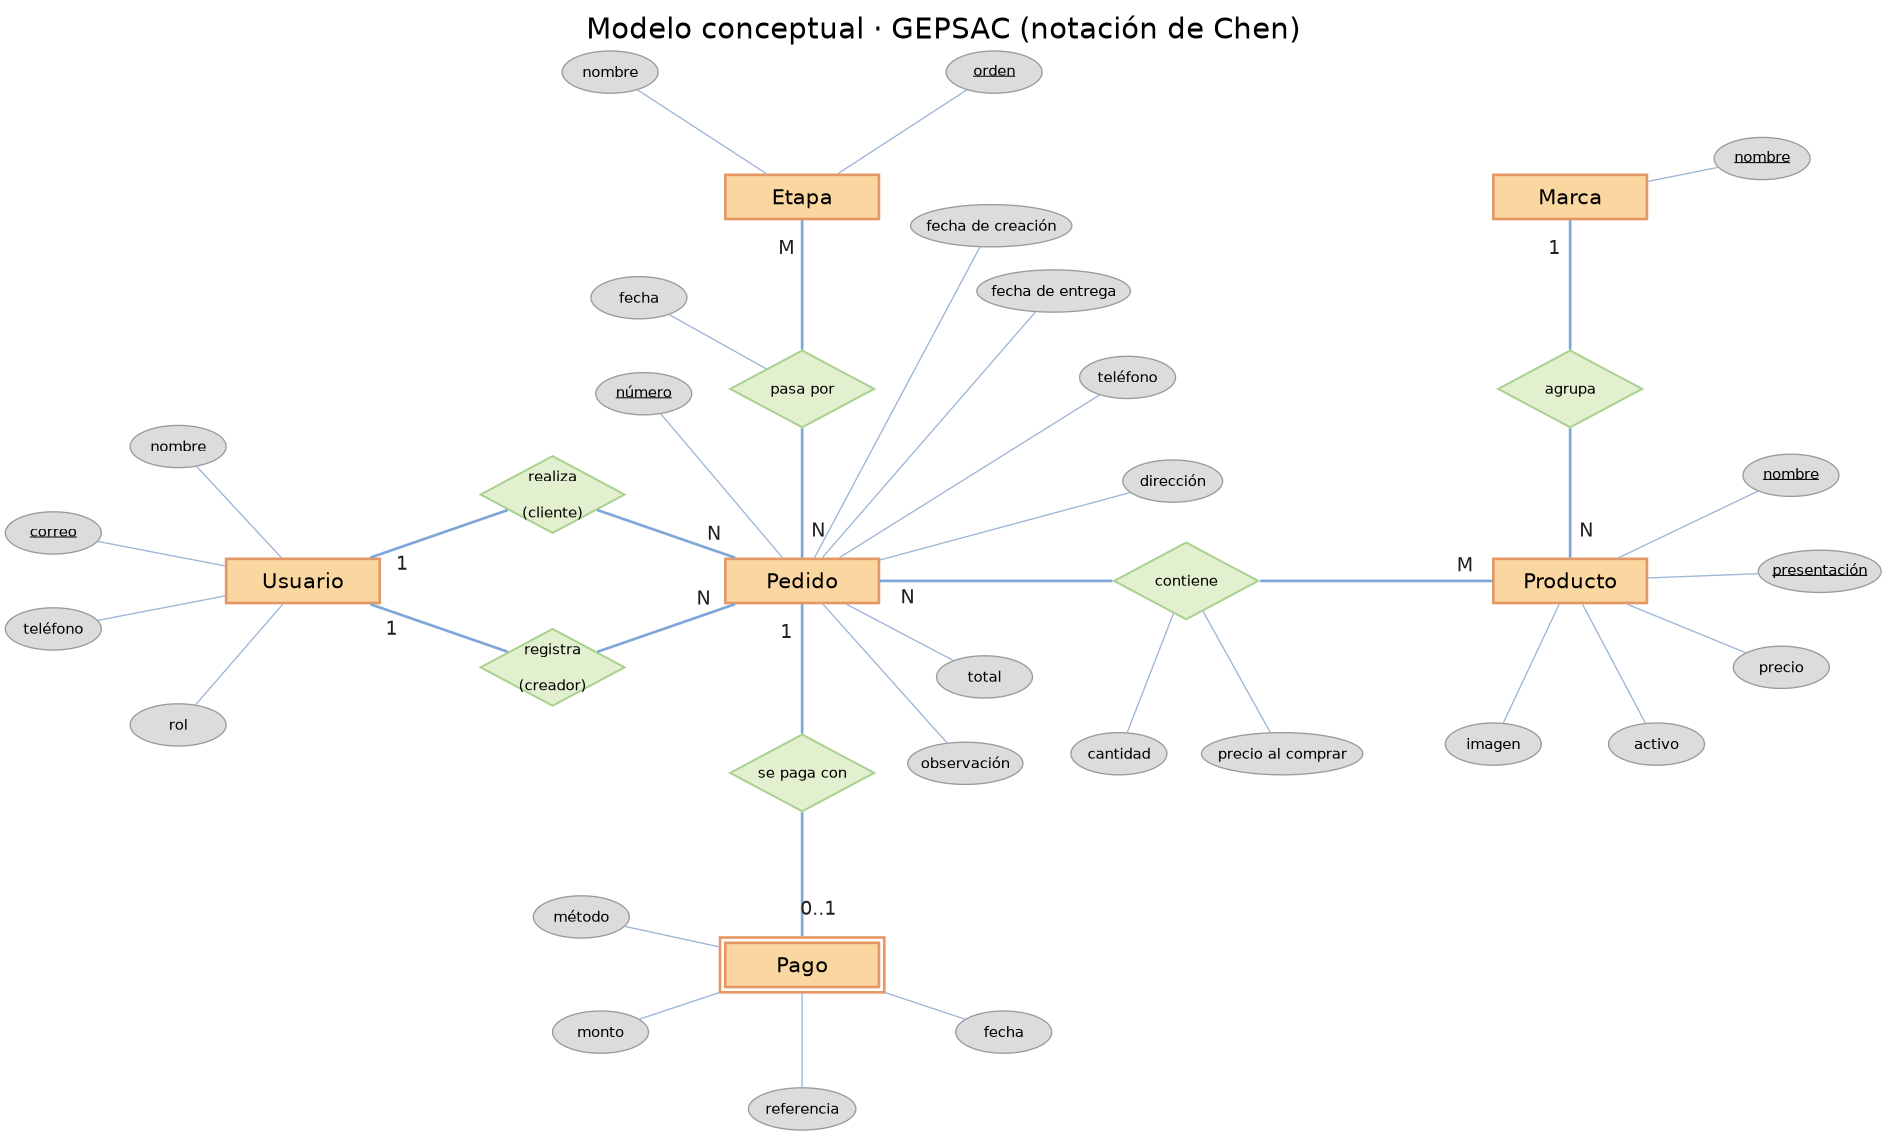 Modelo conceptual · GEPSAC (notación de Chen)
nombre
orden
nombre
Etapa
Marca
fecha de creación
M
1
fecha de entrega
fecha
teléfono
pasa por
agrupa
número
nombre
realiza
(cliente)
dirección
nombre
correo
N
N
N
1
M
presentación
Usuario
Pedido
contiene
Producto
N
N
teléfono
1
1
registra
(creador)
total
precio
rol
imagen
activo
cantidad
precio al comprar
observación
se paga con
0..1
método
Pago
monto
fecha
referencia